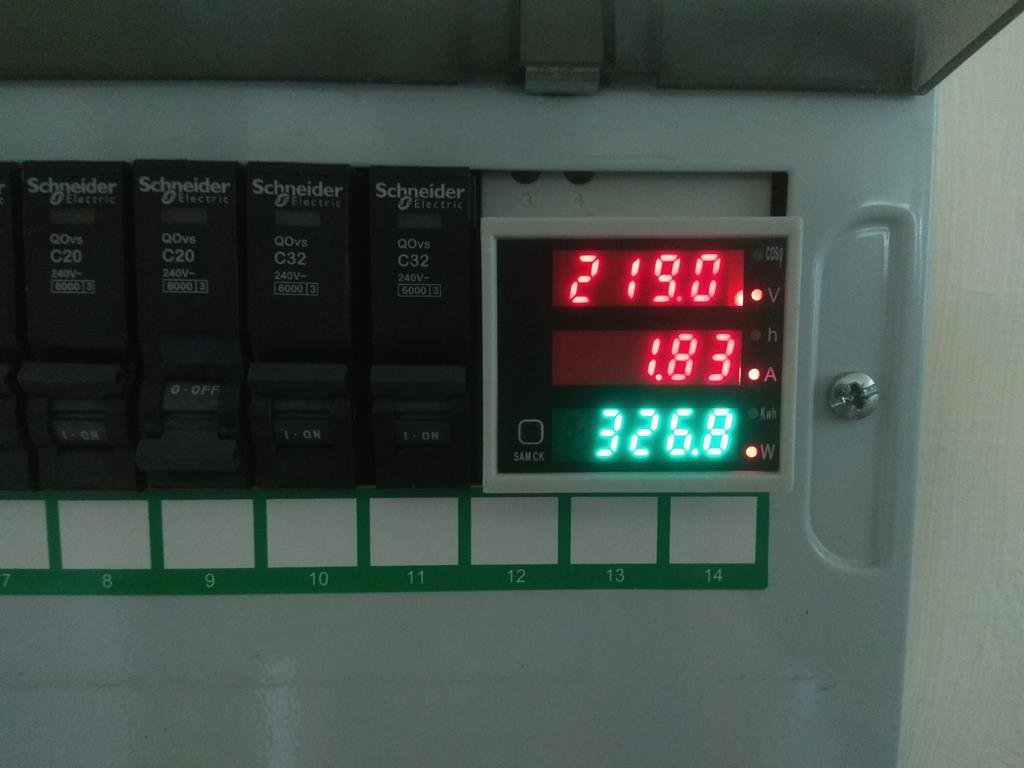 Schneider
Electric
QOvs
C20
240V~
6000 3
I·ON
Schneider
Electric
QOvs
C20
240V~
6000 3
O-OFF
Schneider
Electric
QOvs
C32
240V~
6000 3
I·ON
Schneider
Electric
QOvs
C32
240V~
6000 3
I·ON
3 4
COSφ
219.0 V
h
1.83 A
Kwh
326.8 W
SAMCK
7 8 9 10 11 12 13 14